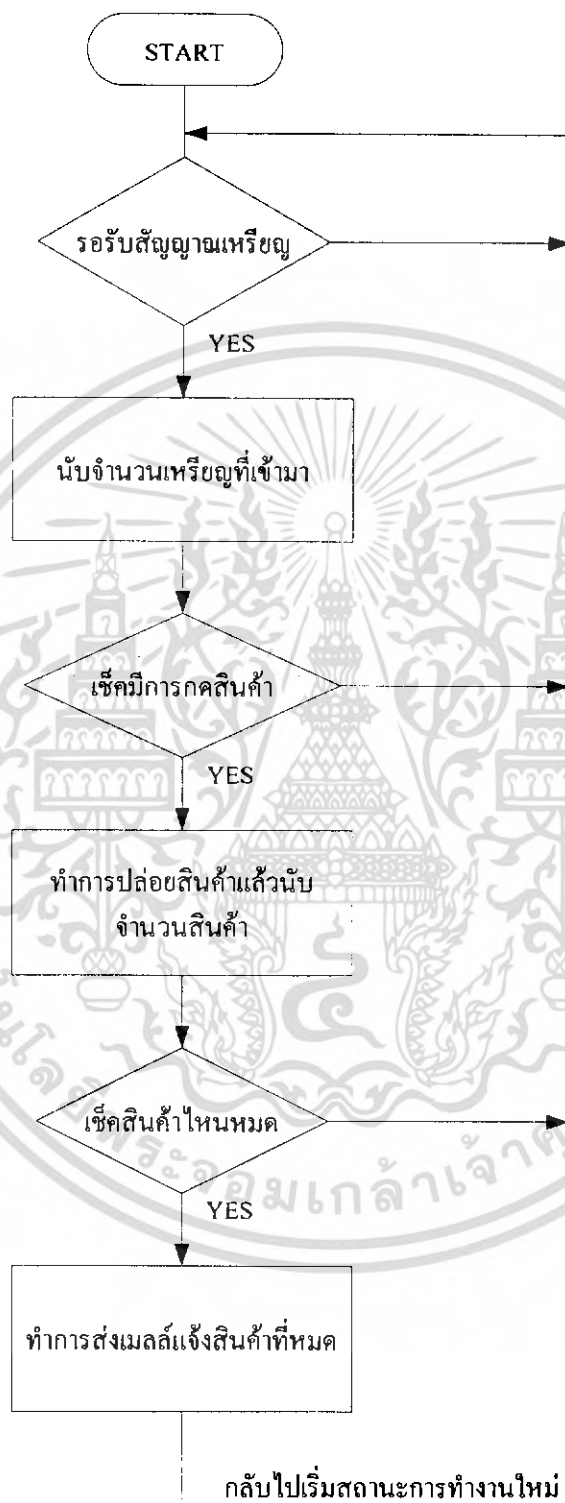 START
รอรับสัญญาณเหรียญ
YES
นับจำนวนเหรียญที่เข้ามา
เช็คมีการกดสินค้า
YES
ทำการปล่อยสินค้าแล้วนับ
จำนวนสินค้า
เช็คสินค้าไหนหมด
YES
ทำการส่งเมลล์แจ้งสินค้าที่หมด
กลับไปเริ่มสถานะการทำงานใหม่